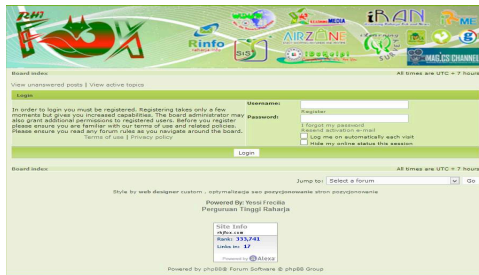 RHJ
FOX
Rinfo
raharja info
SiS
MEDIA
AIRZONE
iBOEKOE!
iRAN
SUR
ME
MAG.CS CHANNEL
Board index
All times are UTC + 7 hours
View unanswered posts | View active topics
Login
In order to login you must be registered. Registering takes only a few
moments but gives you increased capabilities. The board administrator may
also grant additional permissions to registered users. Before you register
please ensure you are familiar with our terms of use and related policies.
Please ensure you read any forum rules as you navigate around the board.
Terms of use | Privacy policy
Username:
Register
Password:
I forgot my password
Resend activation e-mail
Log me on automatically each visit
Hide my online status this session
Login
Board index
All times are UTC + 7 hours
Jump to: Select a forum Go
Style by web designer custom , optymalizacja seo pozycjonowanie stron pozycjonowanie
Powered By: Yessi Frecilia
Perguruan Tinggi Raharja
Site Info
rhjfox.com
Rank: 333,741
Links in: 17
Powered by Alexa
Powered by phpBB® Forum Software © phpBB Group